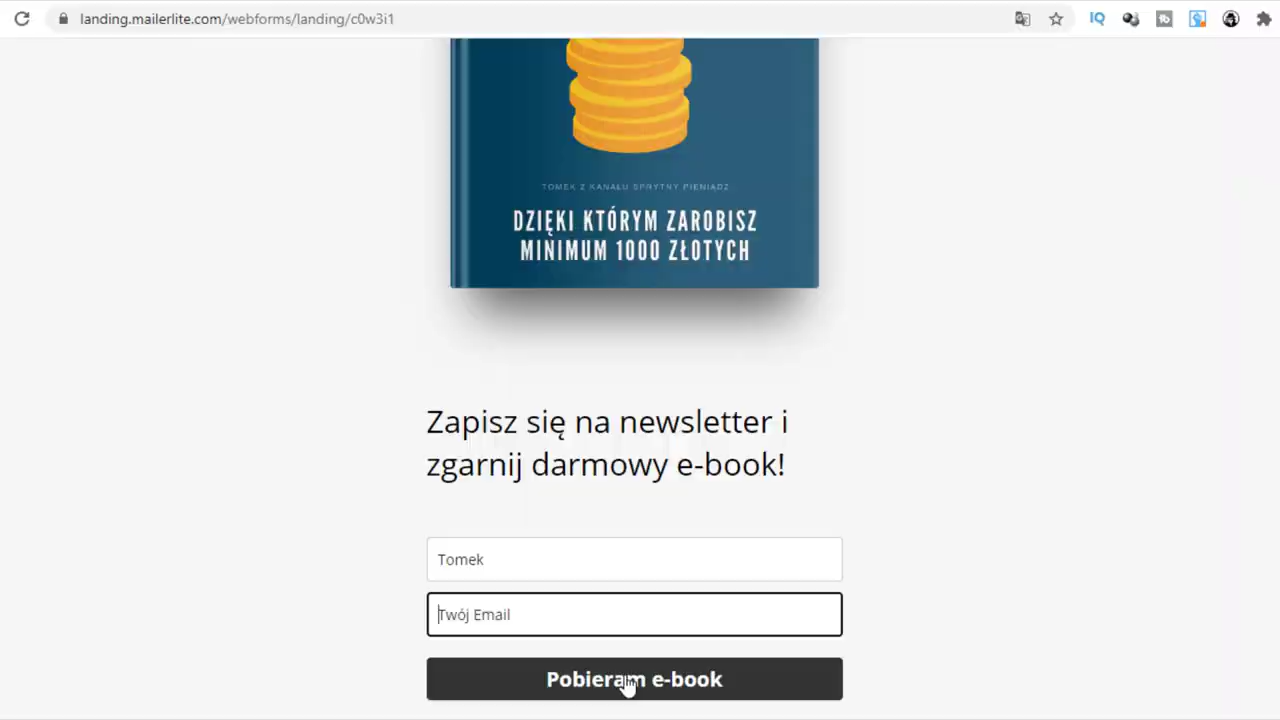 landing.mailerlite.com/webforms/landing/c0w3i1
IQ
TOMEK Z KANAŁU SPRYTNY PIENIĄDZ
DZIĘKI KTÓRYM ZAROBISZ
MINIMUM 1000 ZŁOTYCH
Zapisz się na newsletter i
zgarnij darmowy e-book!
Tomek
Twój Email
Pobieram e-book